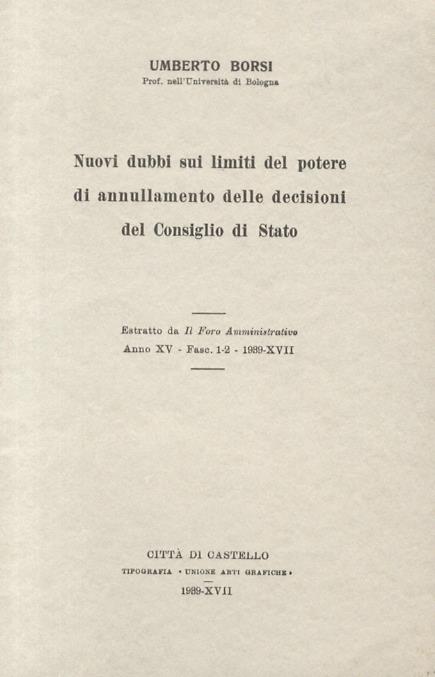 UMBERTO BORSI
Prof. nell'Università di Bologna
Nuovi dubbi sui limiti del potere
di annullamento delle decisioni
del Consiglio di Stato
Estratto da Il Foro Amministrativo
Anno XV - Fasc. 1-2 - 1939-XVII
CITTÀ DI CASTELLO
TIPOGRAFIA « UNIONE ARTI GRAFICHE »
1939-XVII